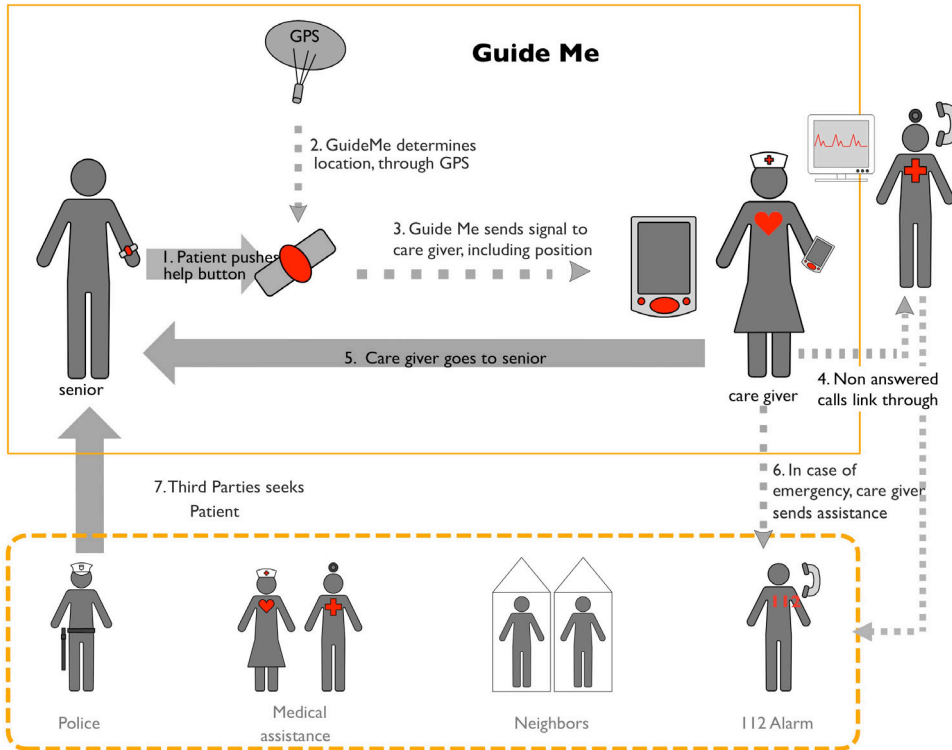 GPS
Guide Me
2. GuideMe determines
location, through GPS
3. Guide Me sends signal to
care giver, including position
1. Patient pushes
help button
5. Care giver goes to senior
senior
care giver
4. Non answered
calls link through
6. In case of
emergency, care giver
sends assistance
7. Third Parties seeks
Patient
112
Police
Medical
assistance
Neighbors
112 Alarm